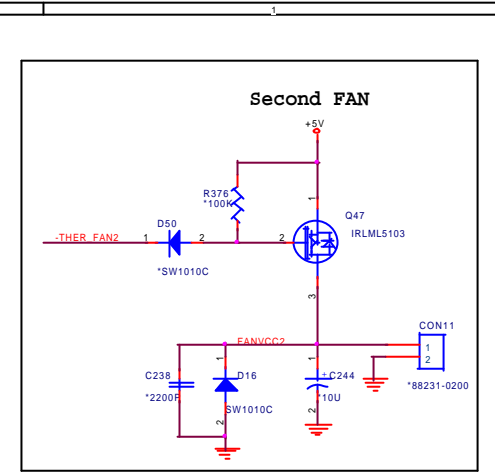 1
Second FAN
+5V
R376
*100K
1
D50
Q47
-THER_FAN2
1
2
2
IRLML5103
*SW1010C
3
CON11
FANVCC2
1
1
1
2
C238
D16
+
C244
*2200P
*10U
*88231-0200
SW1010C
2
2